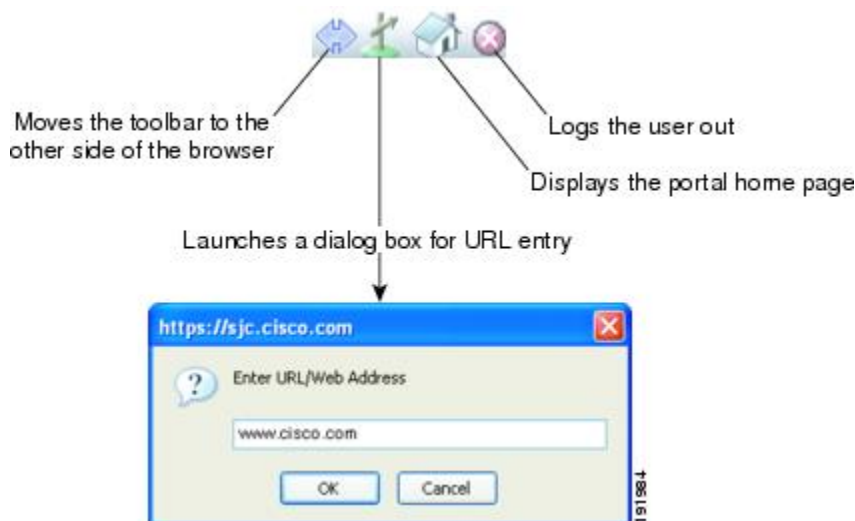 Moves the toolbar to the
other side of the browser
Logs the user out
Displays the portal home page
Launches a dialog box for URL entry
https://sjc.cisco.com
?
Enter URL/Web Address
www.cisco.com
OK
Cancel
191984